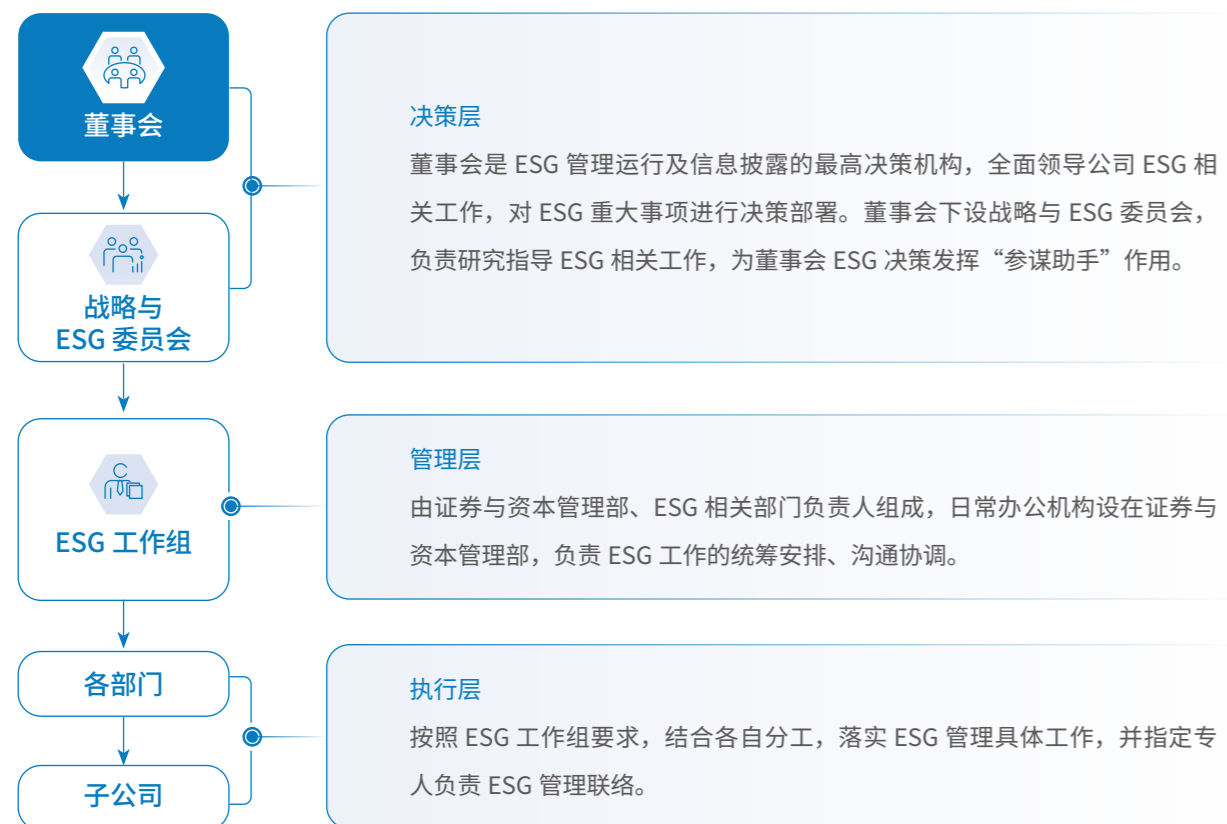 董事会
战略与
ESG 委员会
决策层
董事会是 ESG 管理运行及信息披露的最高决策机构，全面领导公司 ESG 相
关工作，对 ESG 重大事项进行决策部署。董事会下设战略与 ESG 委员会，
负责研究指导 ESG 相关工作，为董事会 ESG 决策发挥“参谋助手”作用。
ESG 工作组
管理层
由证券与资本管理部、ESG 相关部门负责人组成，日常办公机构设在证券与
资本管理部，负责 ESG 工作的统筹安排、沟通协调。
各部门
子公司
执行层
按照 ESG 工作组要求，结合各自分工，落实 ESG 管理具体工作，并指定专
人负责 ESG 管理联络。